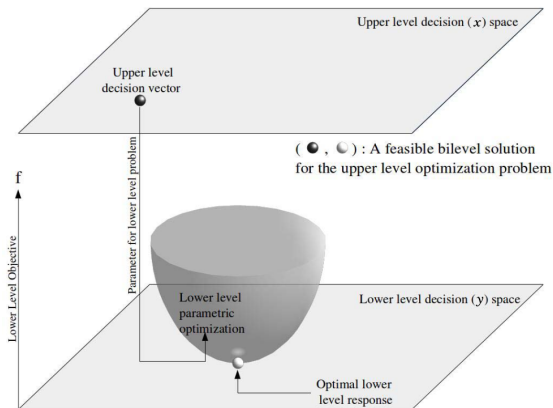 Upper level decision (x) space
Upper level
decision vector
( , ) : A feasible bilevel solution
for the upper level optimization problem
f
Lower Level Objective
Parameter for lower level problem
Lower level
parametric
optimization
Lower level decision (y) space
Optimal lower
level response